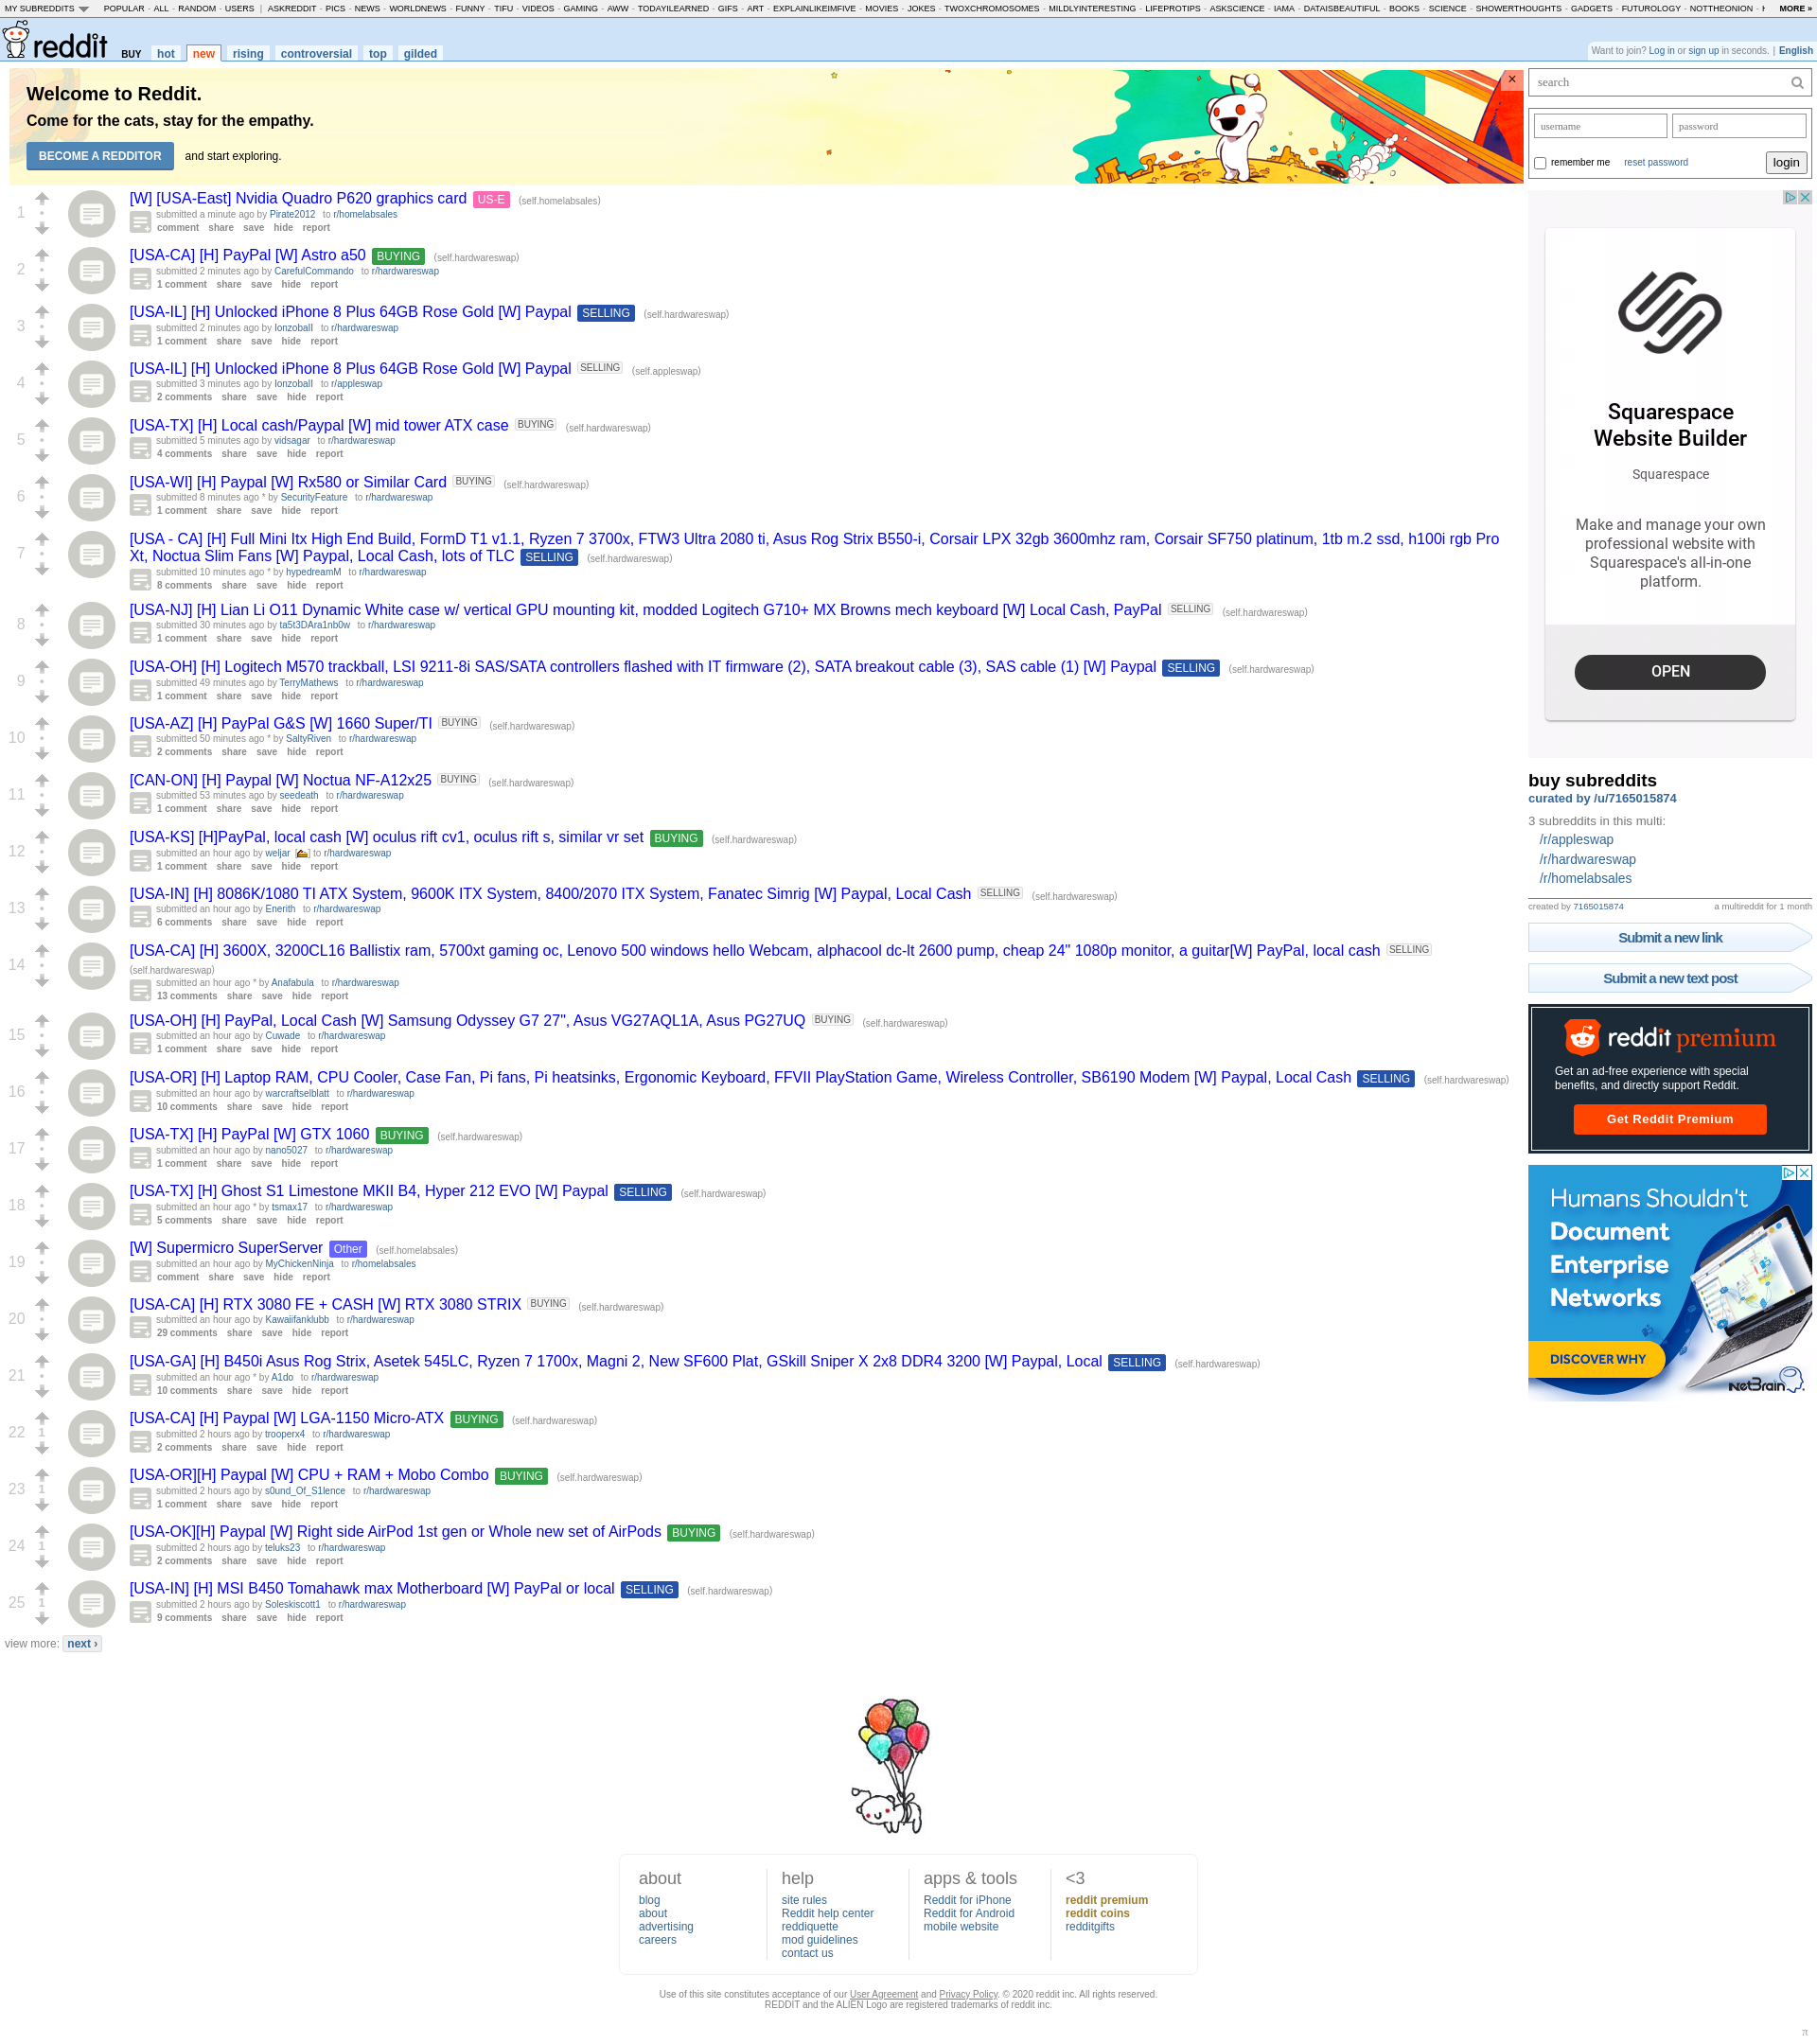 MY SUBREDDITS POPULAR - ALL - RANDOM - USERS | ASKREDDIT - PICS - NEWS - WORLDNEWS - FUNNY - TIFU - VIDEOS - GAMING - AWW - TODAYILEARNED - GIFS - ART - EXPLAINLIKEIMFIVE - MOVIES - JOKES - TWOXCHROMOSOMES - MILDLYINTERESTING - LIFEPROTIPS - ASKSCIENCE - IAMA - DATAISBEAUTIFUL - BOOKS - SCIENCE - SHOWERTHOUGHTS - GADGETS - FUTUROLOGY - NOTTHEONION - MORE »
reddit BUY hot new rising controversial top gilded
Want to join? Log in or sign up in seconds. | English
Welcome to Reddit.
Come for the cats, stay for the empathy.
BECOME A REDDITOR and start exploring.
×
1
[W] [USA-East] Nvidia Quadro P620 graphics card US-E (self.homelabsales)
submitted a minute ago by Pirate2012 to r/homelabsales
comment share save hide report
2
[USA-CA] [H] PayPal [W] Astro a50 BUYING (self.hardwareswap)
submitted 2 minutes ago by CarefulCommando to r/hardwareswap
1 comment share save hide report
3
[USA-IL] [H] Unlocked iPhone 8 Plus 64GB Rose Gold [W] Paypal SELLING (self.hardwareswap)
submitted 2 minutes ago by lonzoball to r/hardwareswap
1 comment share save hide report
4
[USA-IL] [H] Unlocked iPhone 8 Plus 64GB Rose Gold [W] Paypal SELLING (self.appleswap)
submitted 3 minutes ago by lonzoball to r/appleswap
2 comments share save hide report
5
[USA-TX] [H] Local cash/Paypal [W] mid tower ATX case BUYING (self.hardwareswap)
submitted 5 minutes ago by vidsagar to r/hardwareswap
4 comments share save hide report
6
[USA-WI] [H] Paypal [W] Rx580 or Similar Card BUYING (self.hardwareswap)
submitted 8 minutes ago * by SecurityFeature to r/hardwareswap
1 comment share save hide report
7
[USA - CA] [H] Full Mini Itx High End Build, FormD T1 v1.1, Ryzen 7 3700x, FTW3 Ultra 2080 ti, Asus Rog Strix B550-i, Corsair LPX 32gb 3600mhz ram, Corsair SF750 platinum, 1tb m.2 ssd, h100i rgb Pro
Xt, Noctua Slim Fans [W] Paypal, Local Cash, lots of TLC SELLING (self.hardwareswap)
submitted 10 minutes ago * by hypedreamM to r/hardwareswap
8 comments share save hide report
8
[USA-NJ] [H] Lian Li O11 Dynamic White case w/ vertical GPU mounting kit, modded Logitech G710+ MX Browns mech keyboard [W] Local Cash, PayPal SELLING (self.hardwareswap)
submitted 30 minutes ago by ta5t3DAra1nb0w to r/hardwareswap
1 comment share save hide report
9
[USA-OH] [H] Logitech M570 trackball, LSI 9211-8i SAS/SATA controllers flashed with IT firmware (2), SATA breakout cable (3), SAS cable (1) [W] Paypal SELLING (self.hardwareswap)
submitted 49 minutes ago by TerryMathews to r/hardwareswap
1 comment share save hide report
10
[USA-AZ] [H] PayPal G&S [W] 1660 Super/TI BUYING (self.hardwareswap)
submitted 50 minutes ago * by SaltyRiven to r/hardwareswap
2 comments share save hide report
11
[CAN-ON] [H] Paypal [W] Noctua NF-A12x25 BUYING (self.hardwareswap)
submitted 53 minutes ago by seedeath to r/hardwareswap
1 comment share save hide report
12
[USA-KS] [H]PayPal, local cash [W] oculus rift cv1, oculus rift s, similar vr set BUYING (self.hardwareswap)
submitted an hour ago by weljar [🍰] to r/hardwareswap
1 comment share save hide report
13
[USA-IN] [H] 8086K/1080 TI ATX System, 9600K ITX System, 8400/2070 ITX System, Fanatec Simrig [W] Paypal, Local Cash SELLING (self.hardwareswap)
submitted an hour ago by Enerith to r/hardwareswap
6 comments share save hide report
14
[USA-CA] [H] 3600X, 3200CL16 Ballistix ram, 5700xt gaming oc, Lenovo 500 windows hello Webcam, alphacool dc-lt 2600 pump, cheap 24" 1080p monitor, a guitar[W] PayPal, local cash SELLING
(self.hardwareswap)
submitted an hour ago * by Anafabula to r/hardwareswap
13 comments share save hide report
15
[USA-OH] [H] PayPal, Local Cash [W] Samsung Odyssey G7 27", Asus VG27AQL1A, Asus PG27UQ BUYING (self.hardwareswap)
submitted an hour ago by Cuwade to r/hardwareswap
1 comment share save hide report
16
[USA-OR] [H] Laptop RAM, CPU Cooler, Case Fan, Pi fans, Pi heatsinks, Ergonomic Keyboard, FFVII PlayStation Game, Wireless Controller, SB6190 Modem [W] Paypal, Local Cash SELLING (self.hardwareswap)
submitted an hour ago by warcraftselblatt to r/hardwareswap
10 comments share save hide report
17
[USA-TX] [H] PayPal [W] GTX 1060 BUYING (self.hardwareswap)
submitted an hour ago by nano5027 to r/hardwareswap
1 comment share save hide report
18
[USA-TX] [H] Ghost S1 Limestone MKII B4, Hyper 212 EVO [W] Paypal SELLING (self.hardwareswap)
submitted an hour ago * by tsmax17 to r/hardwareswap
5 comments share save hide report
19
[W] Supermicro SuperServer Other (self.homelabsales)
submitted an hour ago by MyChickenNinja to r/homelabsales
comment share save hide report
20
[USA-CA] [H] RTX 3080 FE + CASH [W] RTX 3080 STRIX BUYING (self.hardwareswap)
submitted an hour ago by Kawaiifanklubb to r/hardwareswap
29 comments share save hide report
21
[USA-GA] [H] B450i Asus Rog Strix, Asetek 545LC, Ryzen 7 1700x, Magni 2, New SF600 Plat, GSkill Sniper X 2x8 DDR4 3200 [W] Paypal, Local SELLING (self.hardwareswap)
submitted an hour ago * by A1do to r/hardwareswap
10 comments share save hide report
22 1
[USA-CA] [H] Paypal [W] LGA-1150 Micro-ATX BUYING (self.hardwareswap)
submitted 2 hours ago by trooperx4 to r/hardwareswap
2 comments share save hide report
23 1
[USA-OR][H] Paypal [W] CPU + RAM + Mobo Combo BUYING (self.hardwareswap)
submitted 2 hours ago by s0und_Of_S1lence to r/hardwareswap
1 comment share save hide report
24 1
[USA-OK][H] Paypal [W] Right side AirPod 1st gen or Whole new set of AirPods BUYING (self.hardwareswap)
submitted 2 hours ago by teluks23 to r/hardwareswap
2 comments share save hide report
25 1
[USA-IN] [H] MSI B450 Tomahawk max Motherboard [W] PayPal or local SELLING (self.hardwareswap)
submitted 2 hours ago by Soleskiscott1 to r/hardwareswap
9 comments share save hide report
view more: next ›
search
username password
remember me reset password login
Squarespace
Website Builder
Squarespace
Make and manage your own
professional website with
Squarespace's all-in-one
platform.
OPEN
buy subreddits
curated by /u/7165015874
3 subreddits in this multi:
/r/appleswap
/r/hardwareswap
/r/homelabsales
created by 7165015874 a multireddit for 1 month
Submit a new link
Submit a new text post
reddit premium
Get an ad-free experience with special
benefits, and directly support Reddit.
Get Reddit Premium
Humans Shouldn't
Document
Enterprise
Networks
DISCOVER WHY
NetBrain
about
blog
about
advertising
careers
help
site rules
Reddit help center
reddiquette
mod guidelines
contact us
apps & tools
Reddit for iPhone
Reddit for Android
mobile website
<3
reddit premium
reddit coins
redditgifts
Use of this site constitutes acceptance of our User Agreement and Privacy Policy. © 2020 reddit inc. All rights reserved.
REDDIT and the ALIEN Logo are registered trademarks of reddit inc.
π